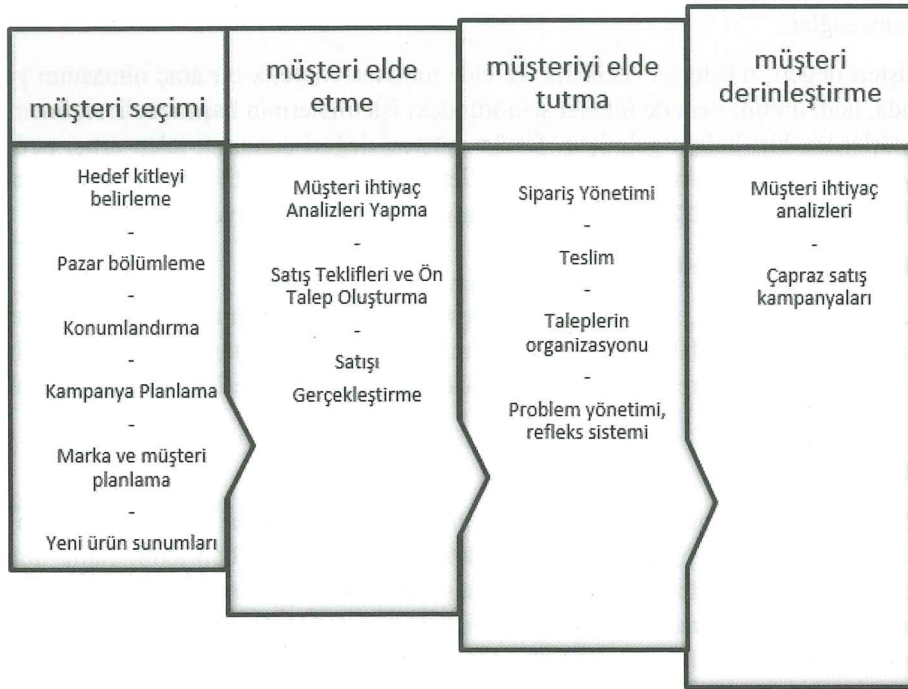 müşteri seçimi
Hedef kitleyi
belirleme
-
Pazar bölümleme
-
Konumlandırma
-
Kampanya Planlama
-
Marka ve müşteri
planlama
-
Yeni ürün sunumları
müşteri elde
etme
Müşteri ihtiyaç
Analizleri Yapma
-
Satış Teklifleri ve Ön
Talep Oluşturma
-
Satışı
Gerçekleştirme
müşteriyi elde
tutma
Sipariş Yönetimi
-
Teslim
-
Taleplerin
organizasyonu
-
Problem yönetimi,
refleks sistemi
müşteri
derinleştirme
Müşteri ihtiyaç
analizleri
-
Çapraz satış
kampanyaları